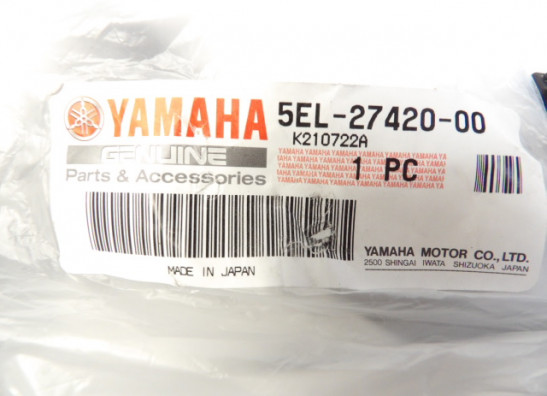 YAMAHA 5EL-27420-00
K210722A
GENUINE
Parts & Accessories
1 PC
MADE IN JAPAN
YAMAHA MOTOR CO.,LTD.
2500 SHINGAI IWATA SHIZUOKA JAPAN